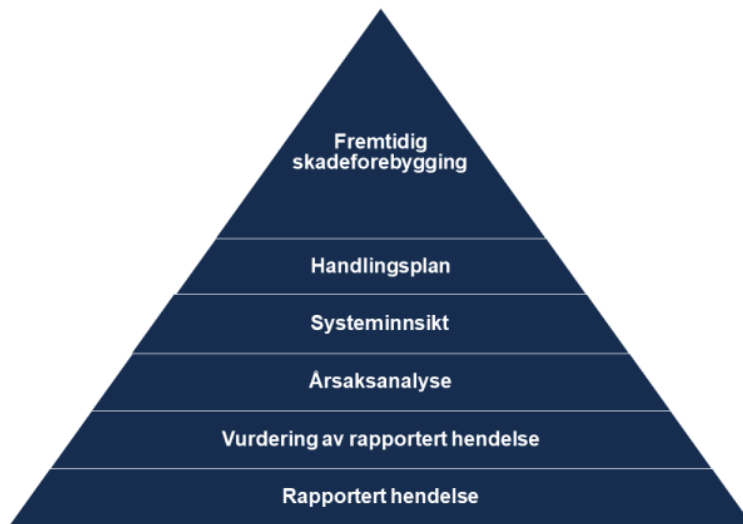 Fremtidig
skadeforebygging
Handlingsplan
Systeminnsikt
Årsaksanalyse
Vurdering av rapportert hendelse
Rapportert hendelse